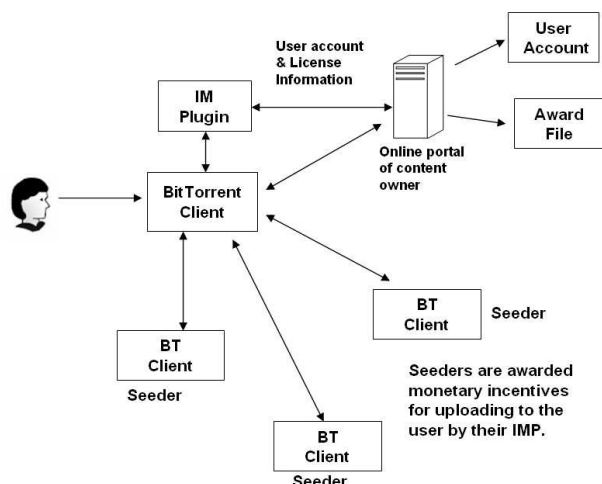 User
Account
User account
& License
Information
IM
Plugin
Award
File
Online portal
of content
owner
BitTorrent
Client
BT
Client
Seeder
BT
Client
Seeder
Seeders are awarded
monetary incentives
for uploading to the
user by their IMP.
BT
Client
Seeder